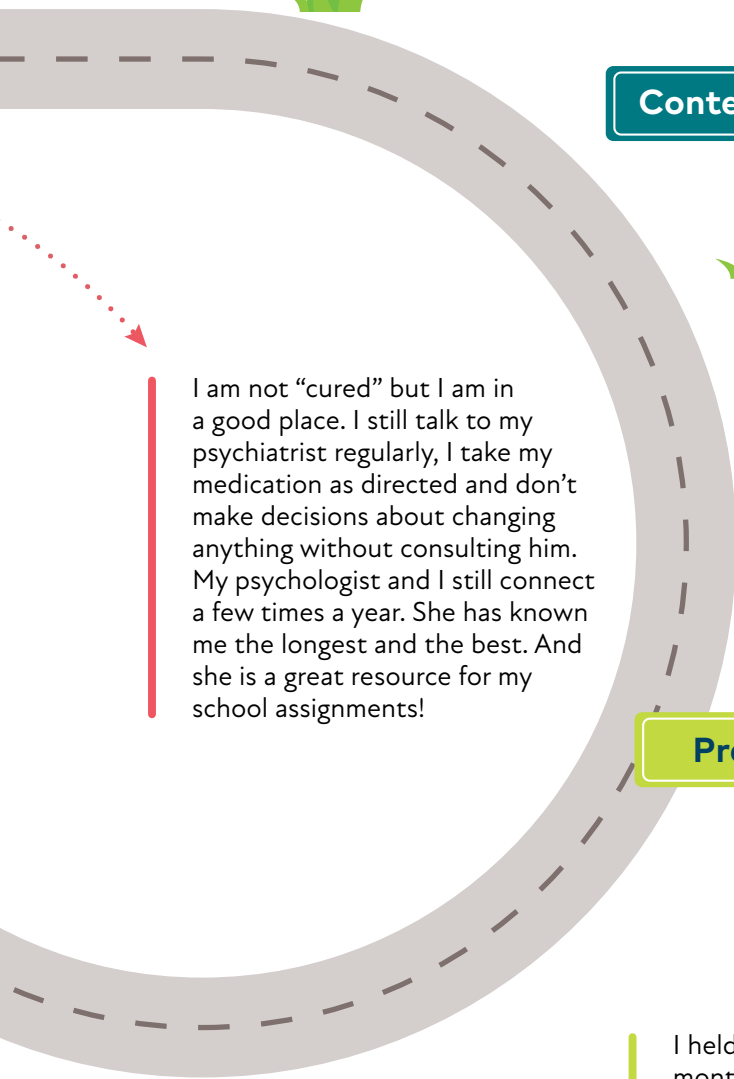 I am not “cured” but I am in
a good place. I still talk to my
psychiatrist regularly, I take my
medication as directed and don’t
make decisions about changing
anything without consulting him.
My psychologist and I still connect
a few times a year. She has known
me the longest and the best. And
she is a great resource for my
school assignments!
I held